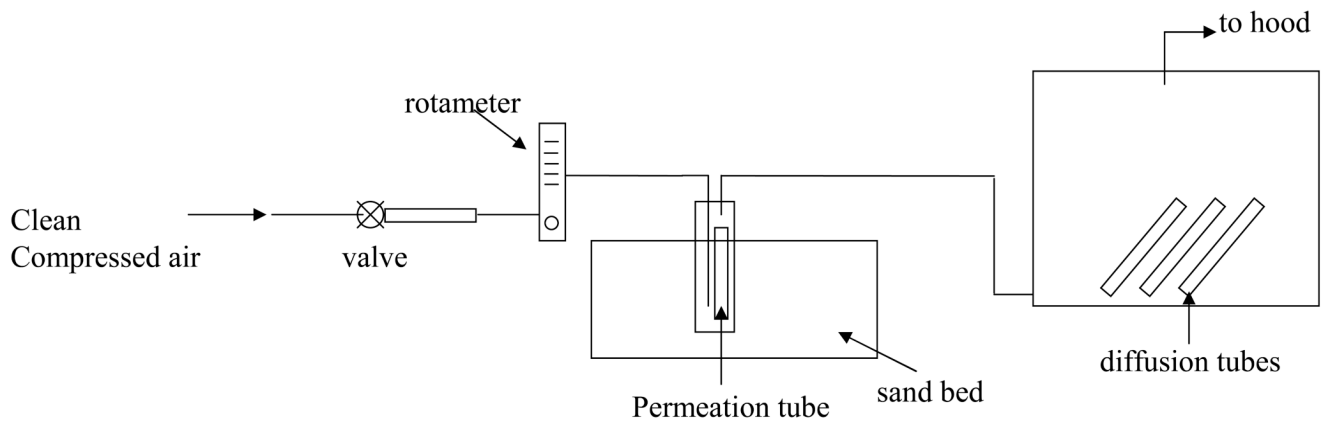 to hood
rotameter
Clean
Compressed air
valve
diffusion tubes
sand bed
Permeation tube